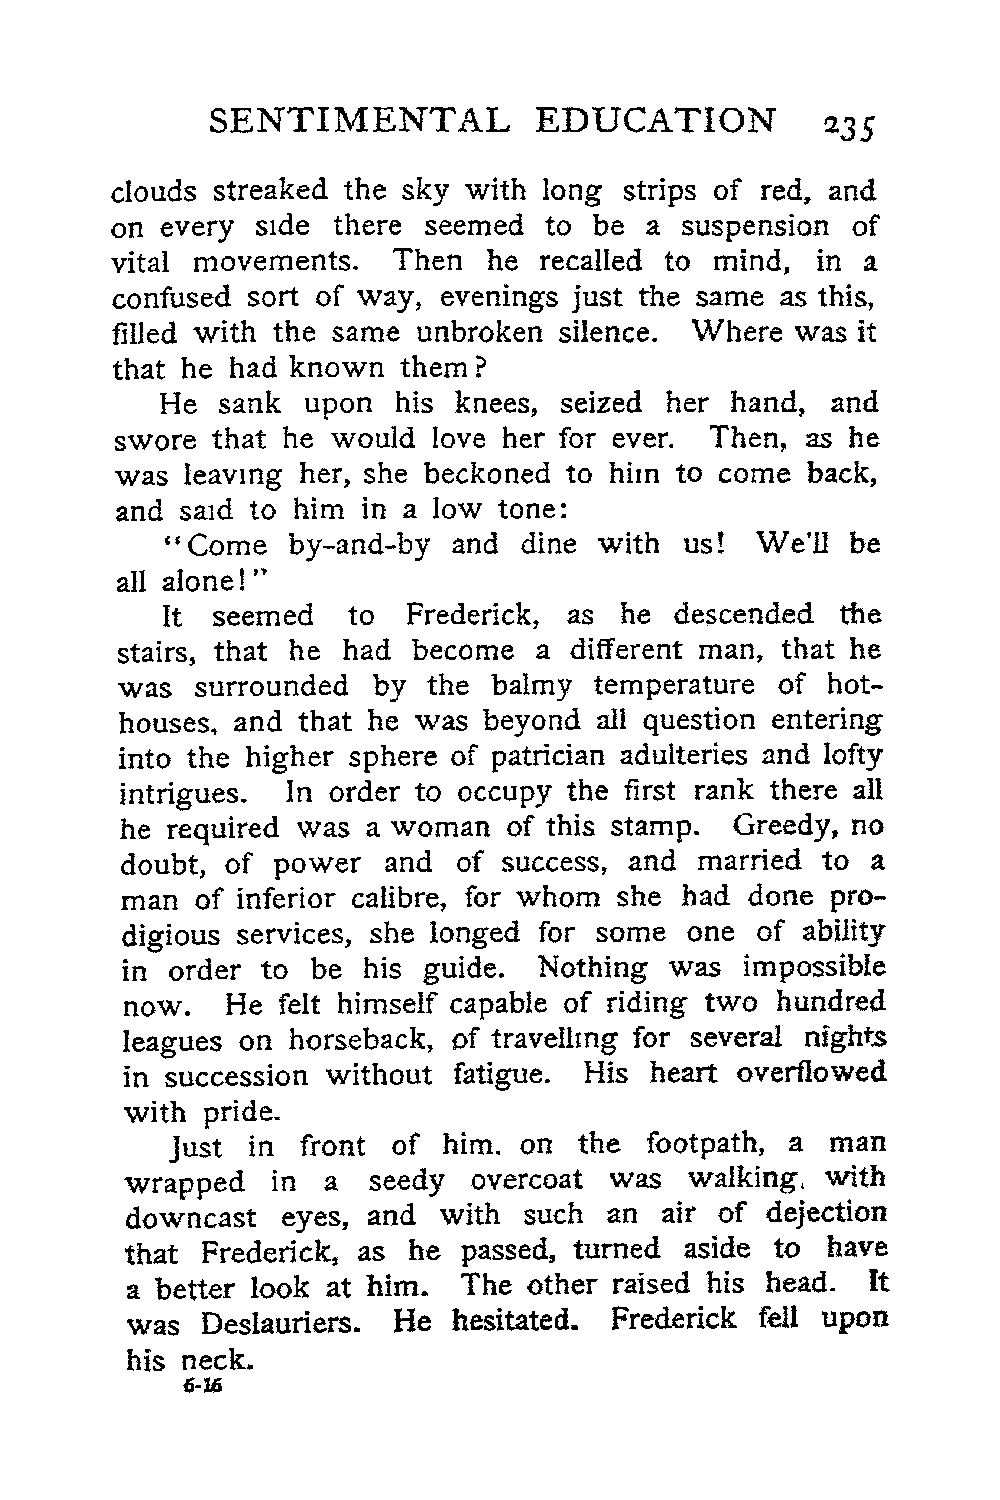 SENTIMENTAL EDUCATION 235
clouds streaked the sky with long strips of red, and
on every side there seemed to be a suspension of
vital movements. Then he recalled to mind, in a
confused sort of way, evenings just the same as this,
filled with the same unbroken silence. Where was it
that he had known them?
He sank upon his knees, seized her hand, and
swore that he would love her for ever. Then, as he
was leaving her, she beckoned to him to come back,
and said to him in a low tone:
"Come by-and-by and dine with us! We'll be
all alone!"
It seemed to Frederick, as he descended the
stairs, that he had become a different man, that he
was surrounded by the balmy temperature of hot-
houses, and that he was beyond all question entering
into the higher sphere of patrician adulteries and lofty
intrigues. In order to occupy the first rank there all
he required was a woman of this stamp. Greedy, no
doubt, of power and of success, and married to a
man of inferior calibre, for whom she had done pro-
digious services, she longed for some one of ability
in order to be his guide. Nothing was impossible
now. He felt himself capable of riding two hundred
leagues on horseback, of travelling for several nights
in succession without fatigue. His heart overflowed
with pride.
Just in front of him, on the footpath, a man
wrapped in a seedy overcoat was walking, with
downcast eyes, and with such an air of dejection
that Frederick, as he passed, turned aside to have
a better look at him. The other raised his head. It
was Deslauriers. He hesitated. Frederick fell upon
his neck.
6-16